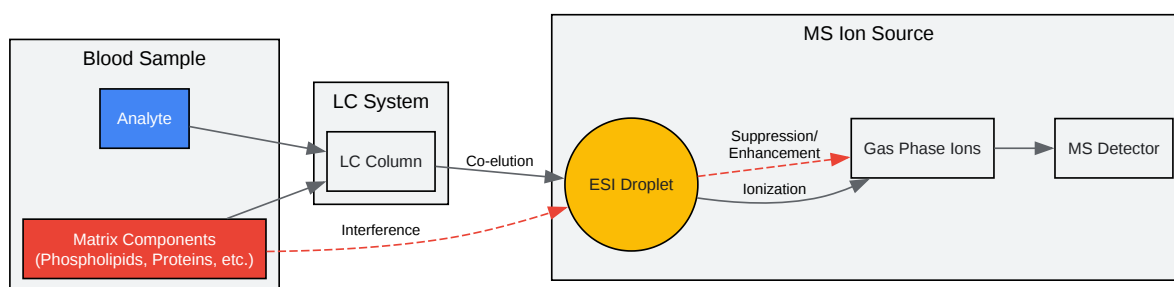 Blood Sample
Analyte
Matrix Components
(Phospholipids, Proteins, etc.)
LC System
LC Column
Co-elution
Interference
MS Ion Source
ESI Droplet
Suppression/
Enhancement
Ionization
Gas Phase Ions
MS Detector